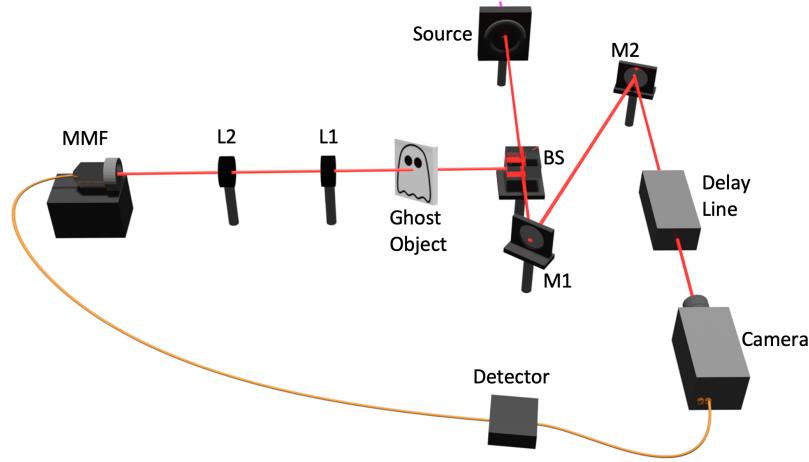 Source
M2
MMF
L2
L1
BS
Ghost
Object
Delay
Line
M1
Camera
Detector